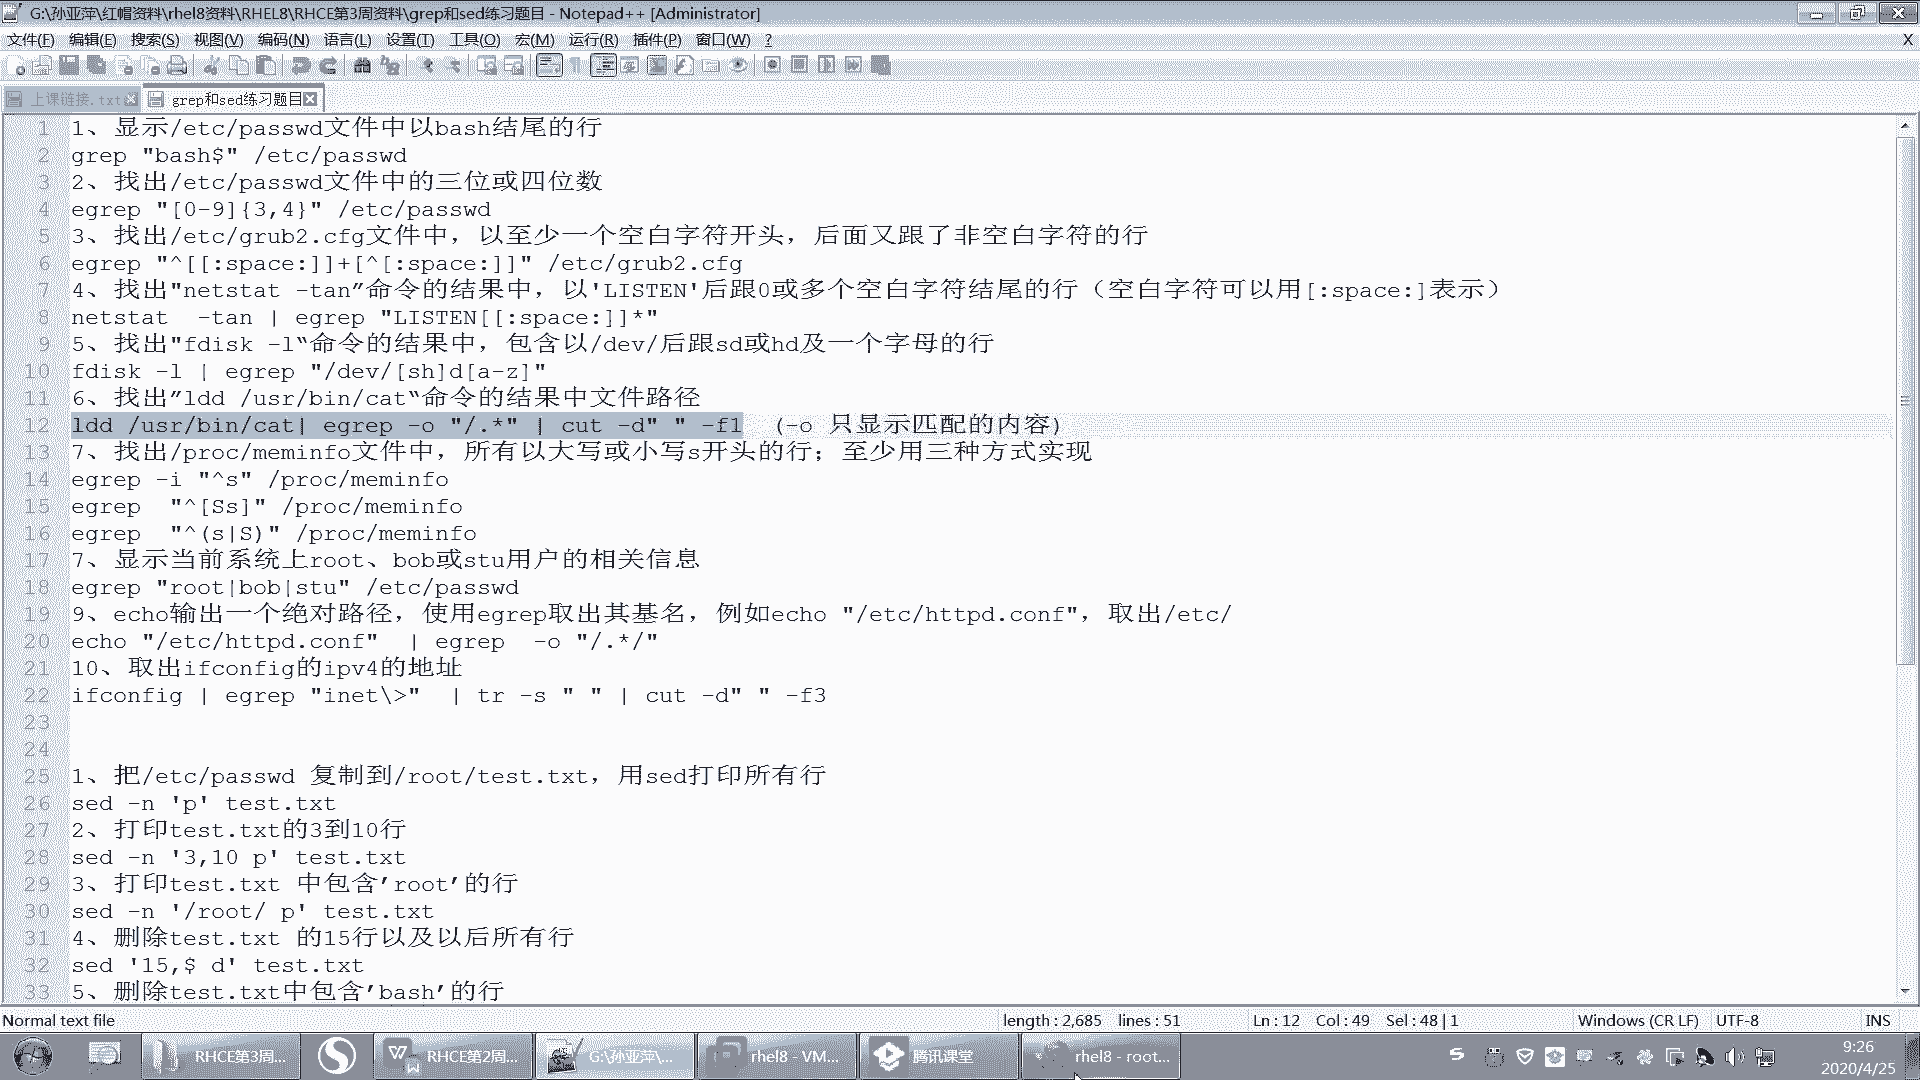 G:\孙亚萍\红帽资料\rhel8资料\RHEL8\RHCE第3周资料\grep和sed练习题目 - Notepad++ [Administrator]
文件(F) 编辑(E) 搜索(S) 视图(V) 编码(N) 语言(L) 设置(T) 工具(O) 宏(M) 运行(R) 插件(P) 窗口(W) ? X
上课链接.txt grep和sed练习题目
1 1、显示/etc/passwd文件中以bash结尾的行
2 grep "bash$" /etc/passwd
3 2、找出/etc/passwd文件中的三位或四位数
4 egrep "[0-9]{3,4}" /etc/passwd
5 3、找出/etc/grub2.cfg文件中，以至少一个空白字符开头，后面又跟了非空白字符的行
6 egrep "^[[:space:]]+[^[:space:]]" /etc/grub2.cfg
7 4、找出"netstat -tan”命令的结果中，以'LISTEN'后跟0或多个空白字符结尾的行（空白字符可以用[:space:]表示）
8 netstat  -tan | egrep "LISTEN[[:space:]]*"
9 5、找出"fdisk -l“命令的结果中，包含以/dev/后跟sd或hd及一个字母的行
10 fdisk -l | egrep "/dev/[sh]d[a-z]"
11 6、找出”ldd /usr/bin/cat“命令的结果中文件路径
12 ldd /usr/bin/cat| egrep -o "/.*" | cut -d" " -f1  (-o 只显示匹配的内容)
13 7、找出/proc/meminfo文件中，所有以大写或小写s开头的行；至少用三种方式实现
14 egrep -i "^s" /proc/meminfo
15 egrep  "^[Ss]" /proc/meminfo
16 egrep  "^(s|S)" /proc/meminfo
17 7、显示当前系统上root、bob或stu用户的相关信息
18 egrep "root|bob|stu" /etc/passwd
19 9、echo输出一个绝对路径，使用egrep取出其基名，例如echo "/etc/httpd.conf"，取出/etc/
20 echo "/etc/httpd.conf"  | egrep  -o "/.*/"
21 10、取出ifconfig的ipv4的地址
22 ifconfig | egrep "inet\>"  | tr -s " " | cut -d" " -f3
23
24
25 1、把/etc/passwd 复制到/root/test.txt，用sed打印所有行
26 sed -n 'p' test.txt
27 2、打印test.txt的3到10行
28 sed -n '3,10 p' test.txt
29 3、打印test.txt 中包含’root’的行
30 sed -n '/root/ p' test.txt
31 4、删除test.txt 的15行以及以后所有行
32 sed '15,$ d' test.txt
33 5、删除test.txt中包含’bash’的行
Normal text file length : 2,685 lines : 51 Ln : 12 Col : 49 Sel : 48 | 1 Windows (CR LF) UTF-8 INS
RHCE第3周... RHCE第2周... G:\孙亚萍\... rhel8 - VM... 腾讯课堂 rhel8 - root... 9:26
2020/4/25